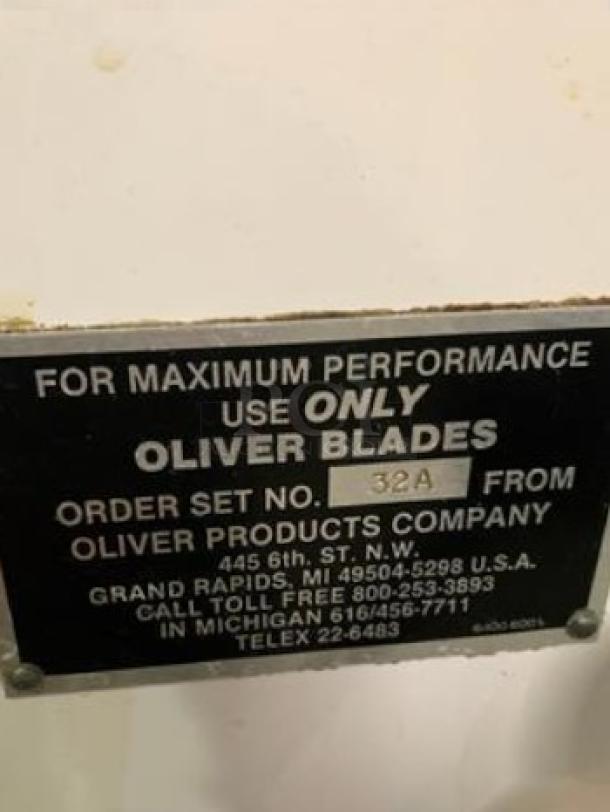 FOR MAXIMUM PERFORMANCE
USE ONLY
OLIVER BLADES
ORDER SET NO. 32A FROM
OLIVER PRODUCTS COMPANY
445 6th. ST. N.W.
GRAND RAPIDS, MI 49504-5298 U.S.A.
CALL TOLL FREE 800-253-3893
IN MICHIGAN 616/456-7711
TELEX 22-6483